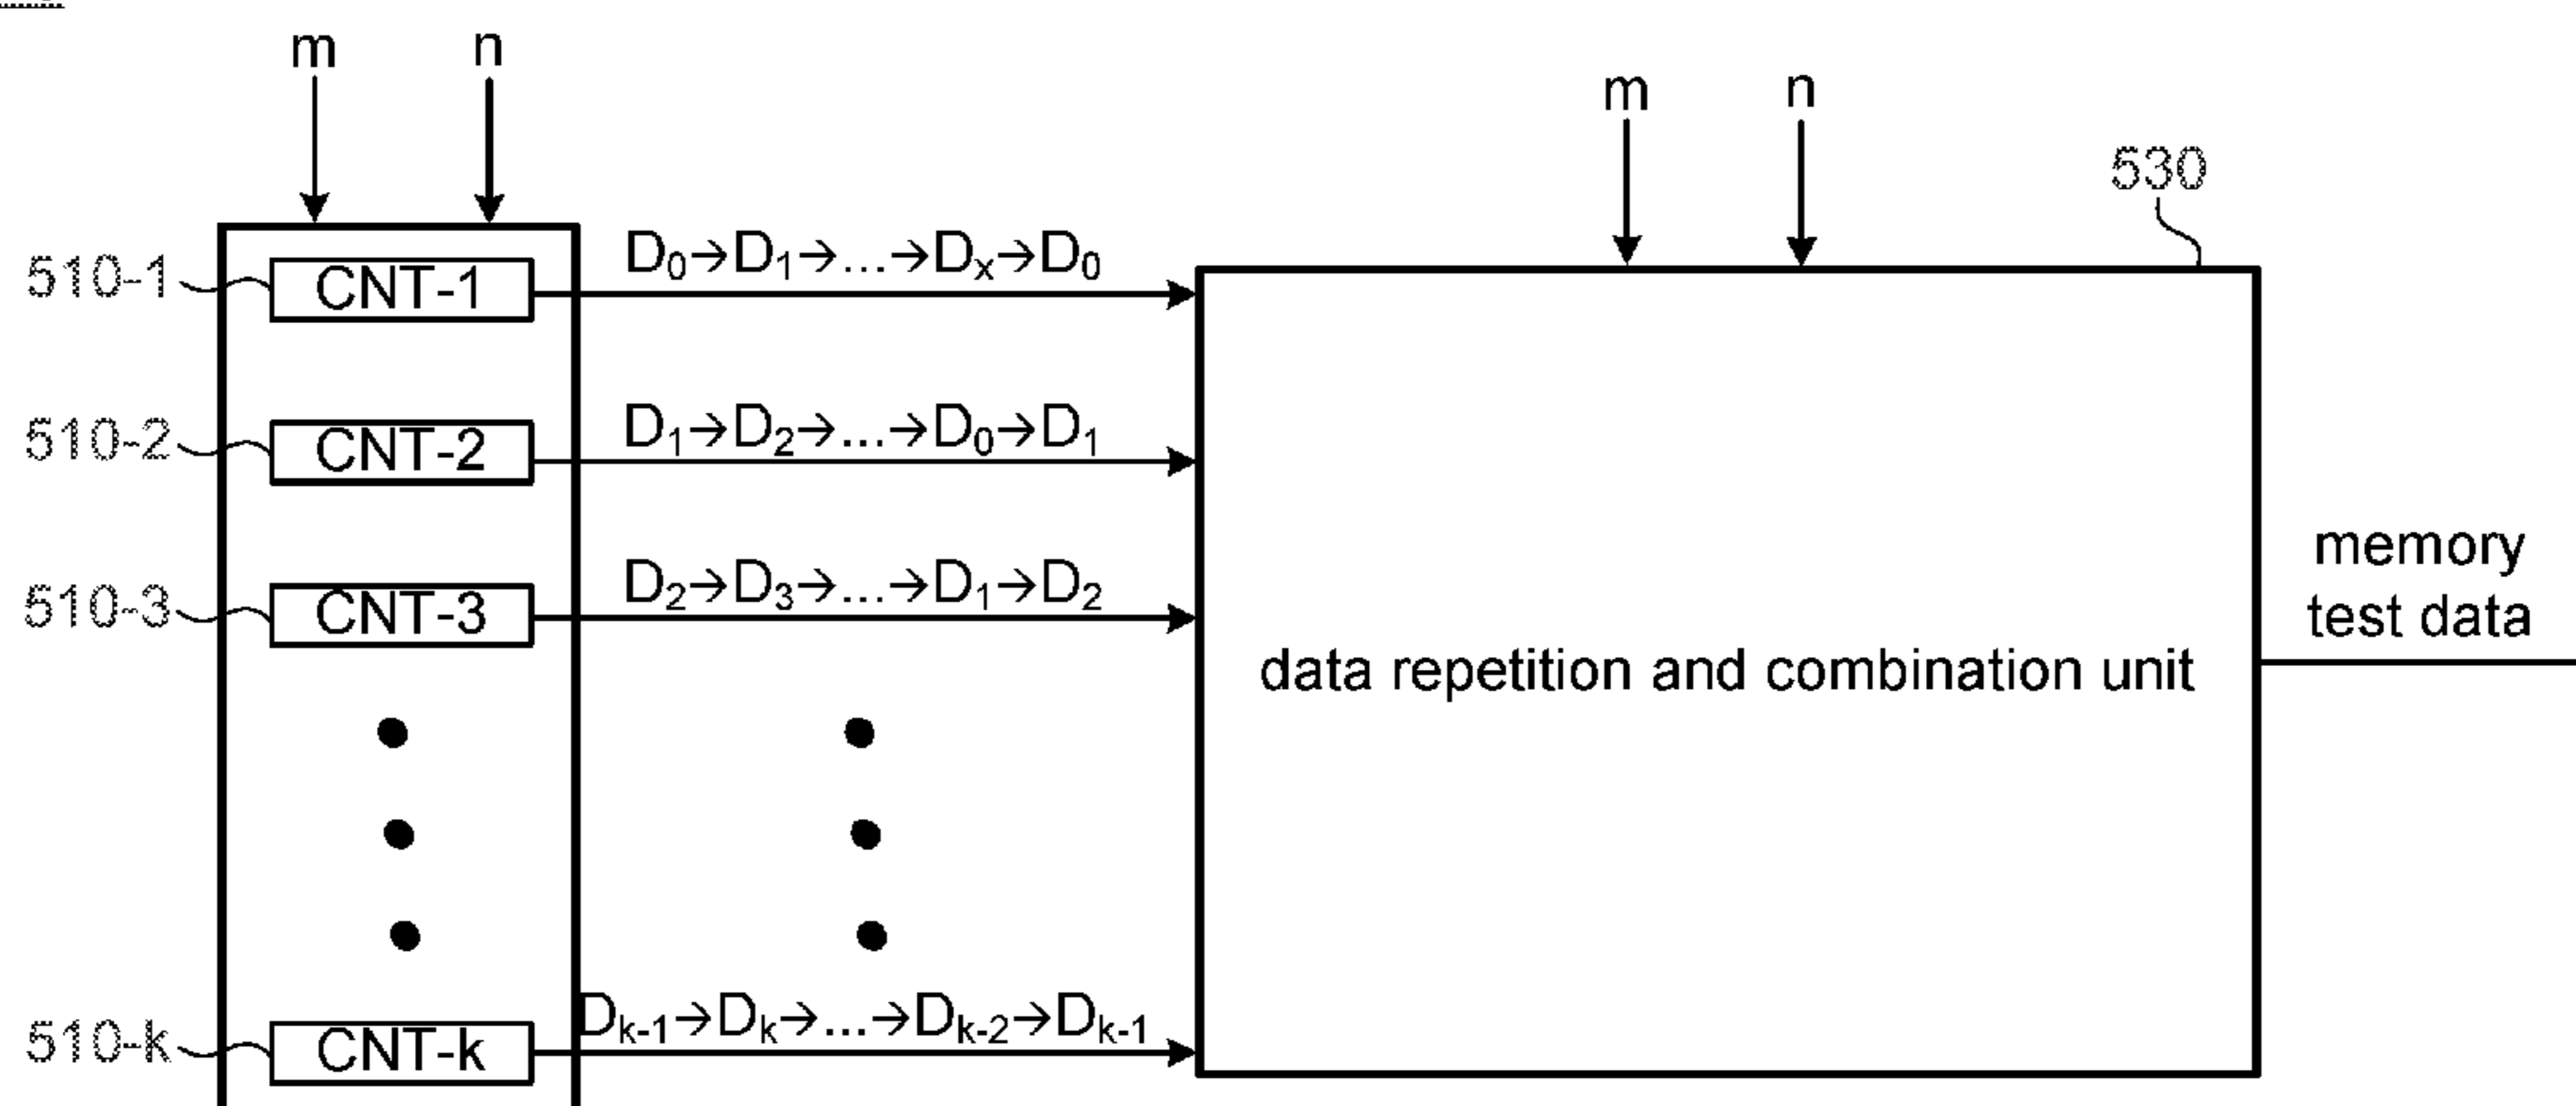 m n
m n
530
510-1 CNT-1 D₀→D₁→...→Dₓ→D₀
510-2 CNT-2 D₁→D₂→...→D₀→D₁
510-3 CNT-3 D₂→D₃→...→D₁→D₂
memory
test data
data repetition and combination unit
510-k CNT-k Dₖ₋₁→Dₖ→...→Dₖ₋₂→Dₖ₋₁